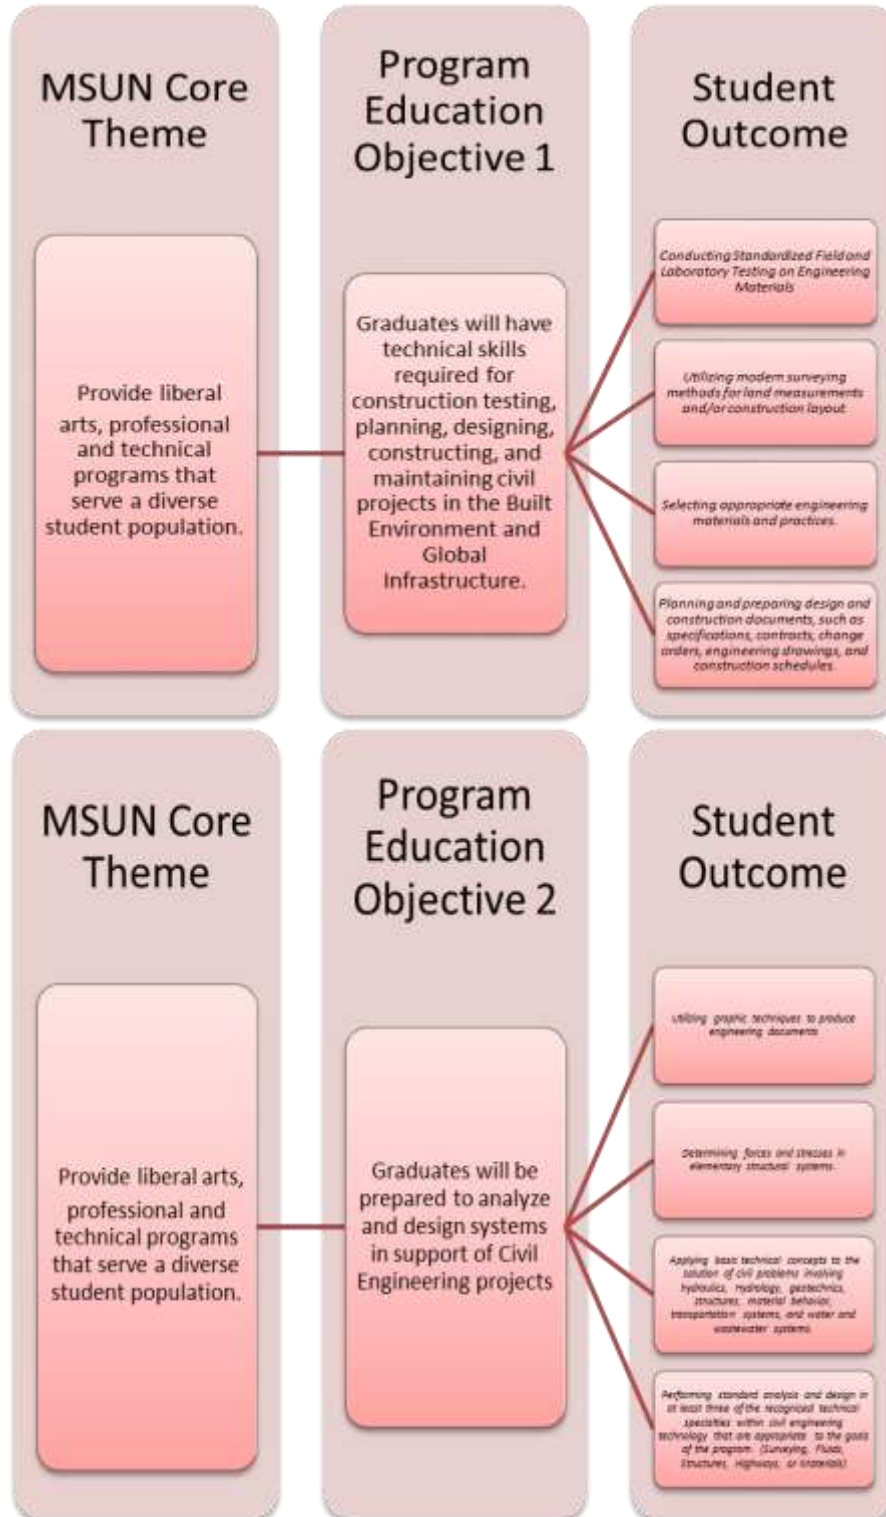 MSUN Core
Theme
Provide liberal
arts, professional
and technical
programs that
serve a diverse
student population.
Program
Education
Objective 1
Graduates will have
technical skills
required for
construction testing,
planning, designing,
constructing, and
maintaining civil
projects in the Built
Environment and
Global
Infrastructure.
Student
Outcome
Conducting Standardized Field and
Laboratory Testing on Engineering
Materials
Utilizing modern surveying
methods for land measurements
and/or construction layout
Selecting appropriate engineering
materials and practices.
Planning and preparing design and
construction documents, such as
specifications, contracts, change
orders, engineering drawings, and
construction schedules.
MSUN Core
Theme
Provide liberal arts,
professional and
technical programs
that serve a diverse
student population.
Program
Education
Objective 2
Graduates will be
prepared to analyze
and design systems
in support of Civil
Engineering projects
Student
Outcome
Utilizing graphic techniques to produce
engineering documents
Determining forces and stresses in
elementary structural systems.
Applying basic technical concepts to the
solution of civil problems involving
hydraulics, hydrology, geotechnics,
structures, material behavior,
transportation systems, and water and
wastewater systems.
Performing standard analysis and design in
at least three of the recognized technical
specialties within civil engineering
technology that are appropriate to the goals
of the program. (Surveying, Fluids,
Structures, Highways, or Materials)